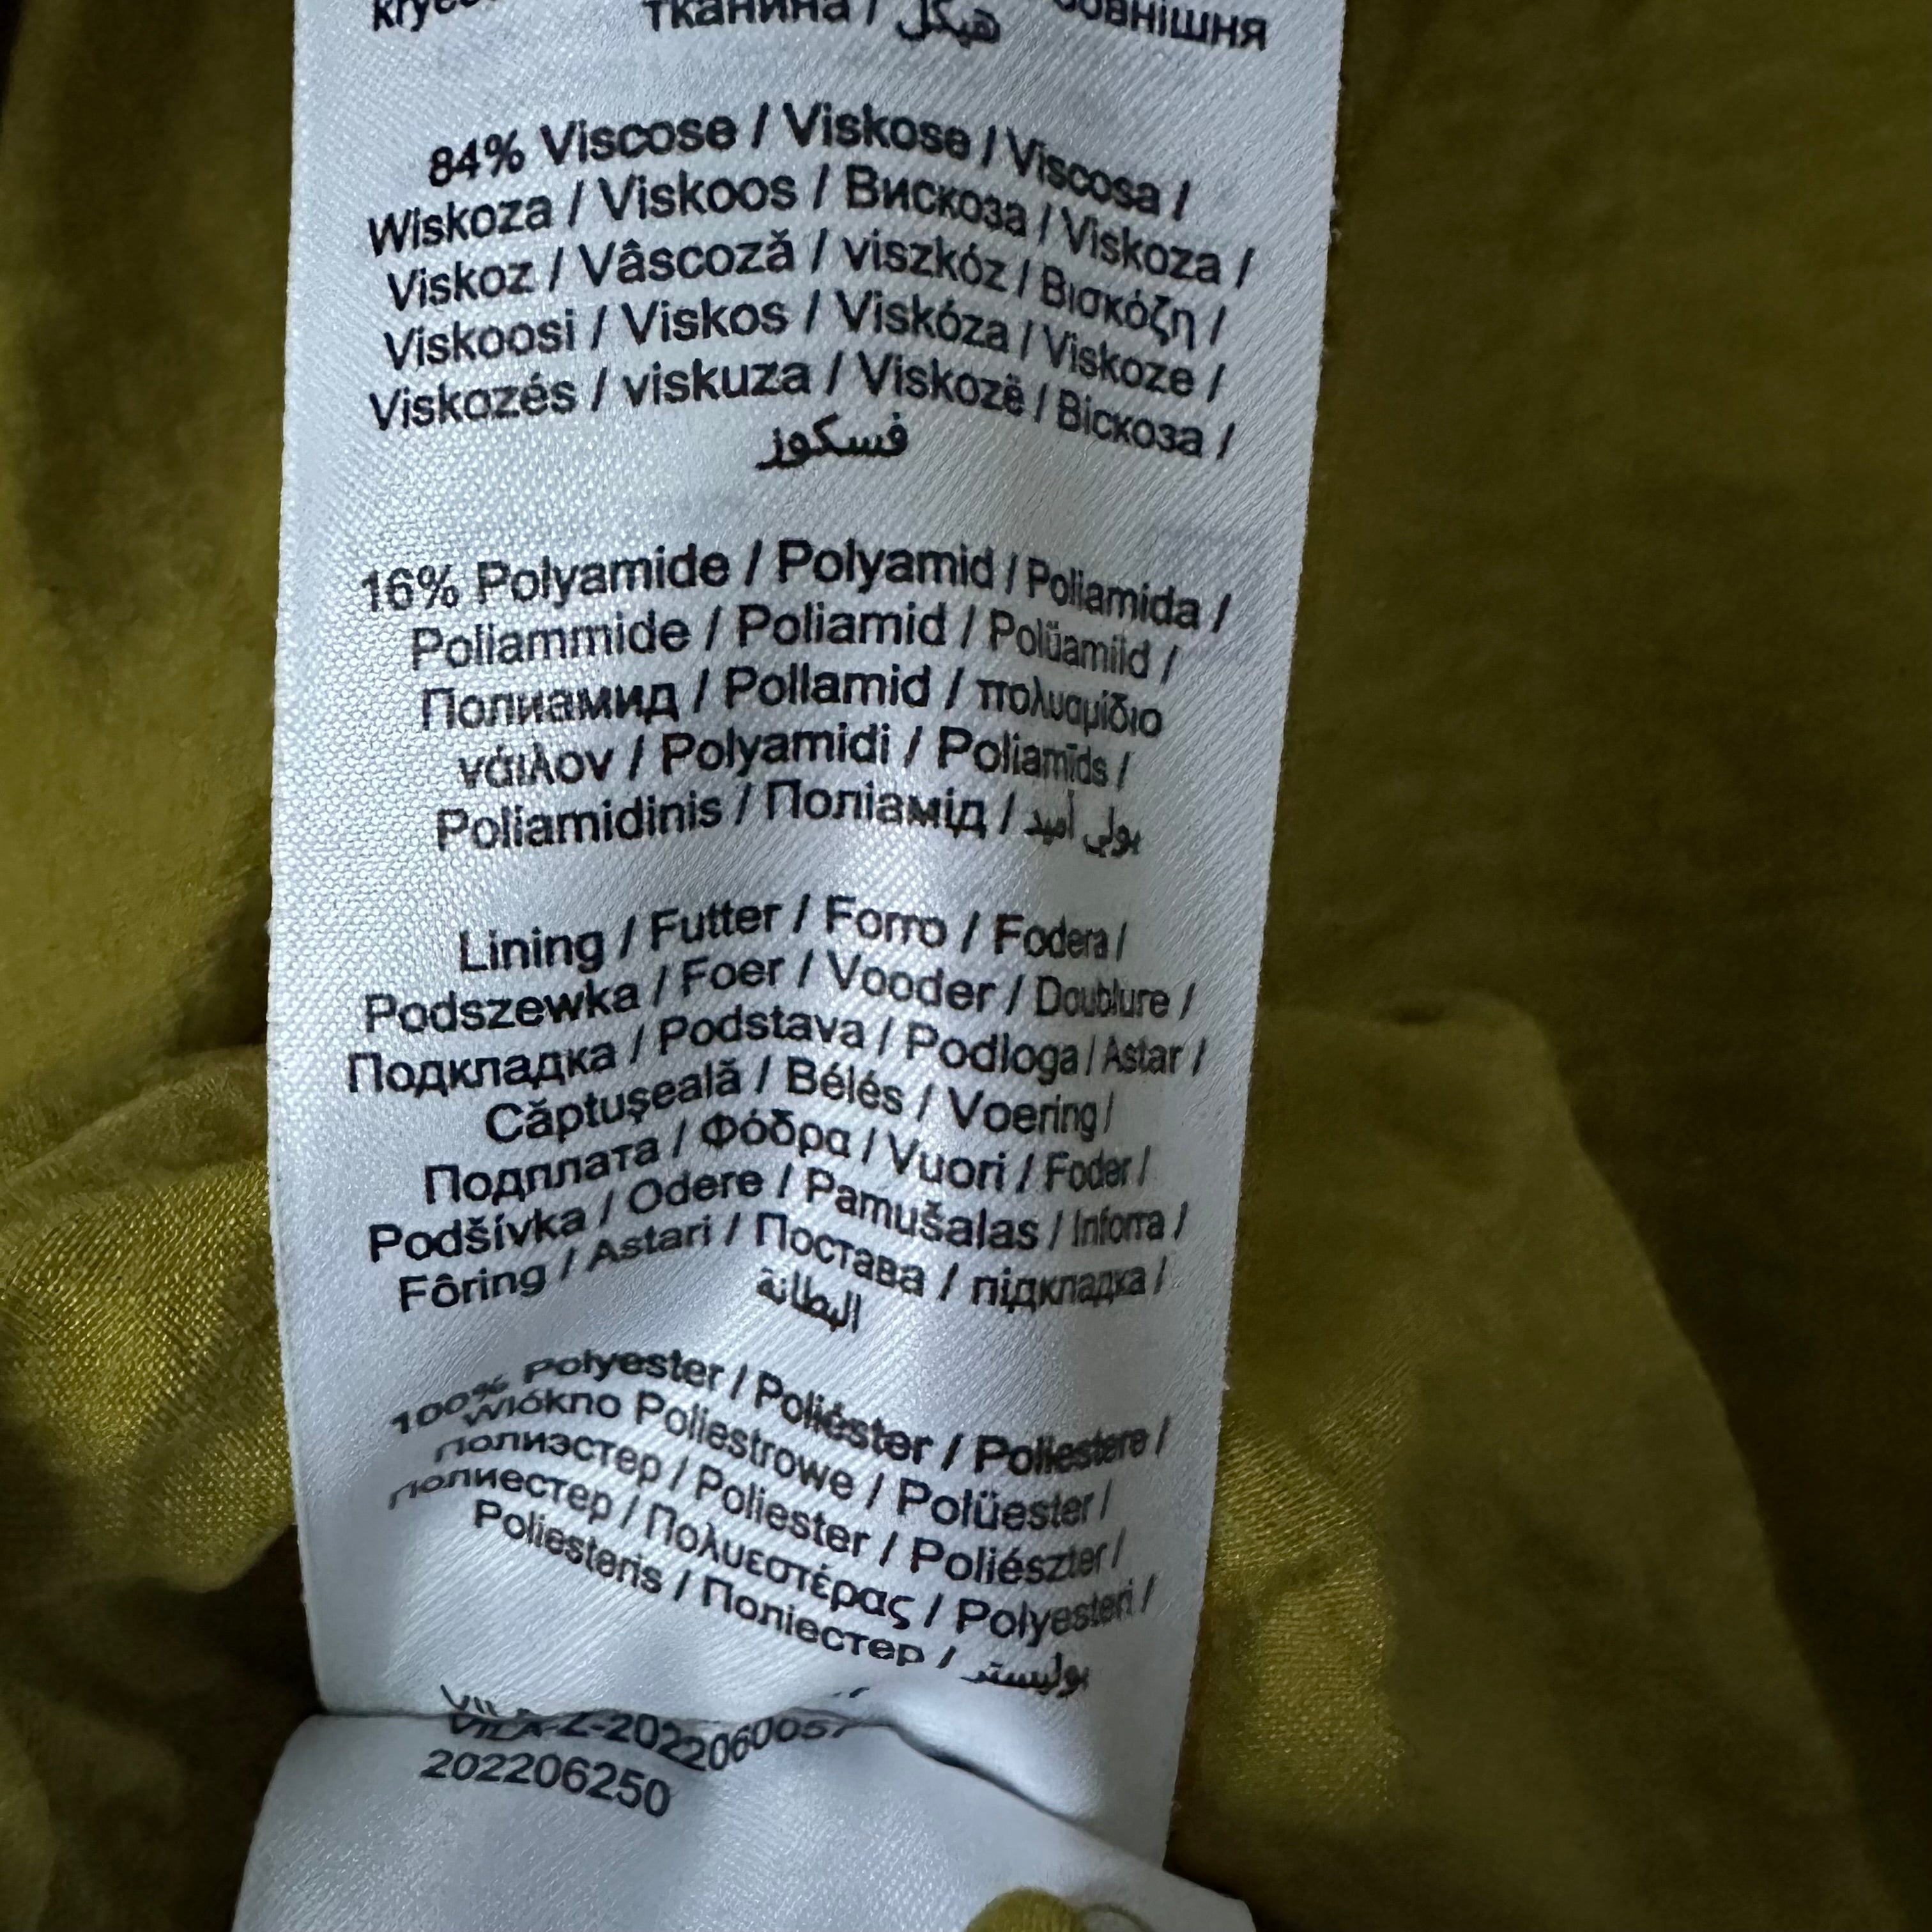 тканина / هيكل зовнішня
84% Viscose / Viskose / Viscosa /
Wiskoza / Viskoos / Вискоза / Viskoza /
Viskoz / Vâscoză / viszkóz / Βισκόζη /
Viskoosi / Viskos / Viskóza / Viskoze /
Viskozés / viskuza / Viskozë / Віскоза /
فسكوز
16% Polyamide / Polyamid / Poliamida /
Poliammide / Poliamid / Polüamiid /
Полиамид / Poliamid / πολυαμίδιο
νάιλον / Polyamidi / Poliamīds /
Poliamidinis / Поліамід / بولي أميد
Lining / Futter / Forro / Fodera /
Podszewka / Foer / Vooder / Doublure /
Подкладка / Podstava / Podloga / Astar /
Căptușeală / Bélés / Voering /
Подплата / Φόδρα / Vuori / Foder /
Podšívka / Odere / Pamušalas / Inforra /
Fôring / Astari / Постава / підкладка /
البطانة
100% Polyester / Poliéster / Poliestere /
Wiókno Poliestrowe / Polüester /
Полиэстер / Poliester / Poliészter /
Полиестер / Πολυεστέρας / Polyesteri /
Poliesteris / Поліестер / بوليستر
VILA-Z-2022060057
202206250